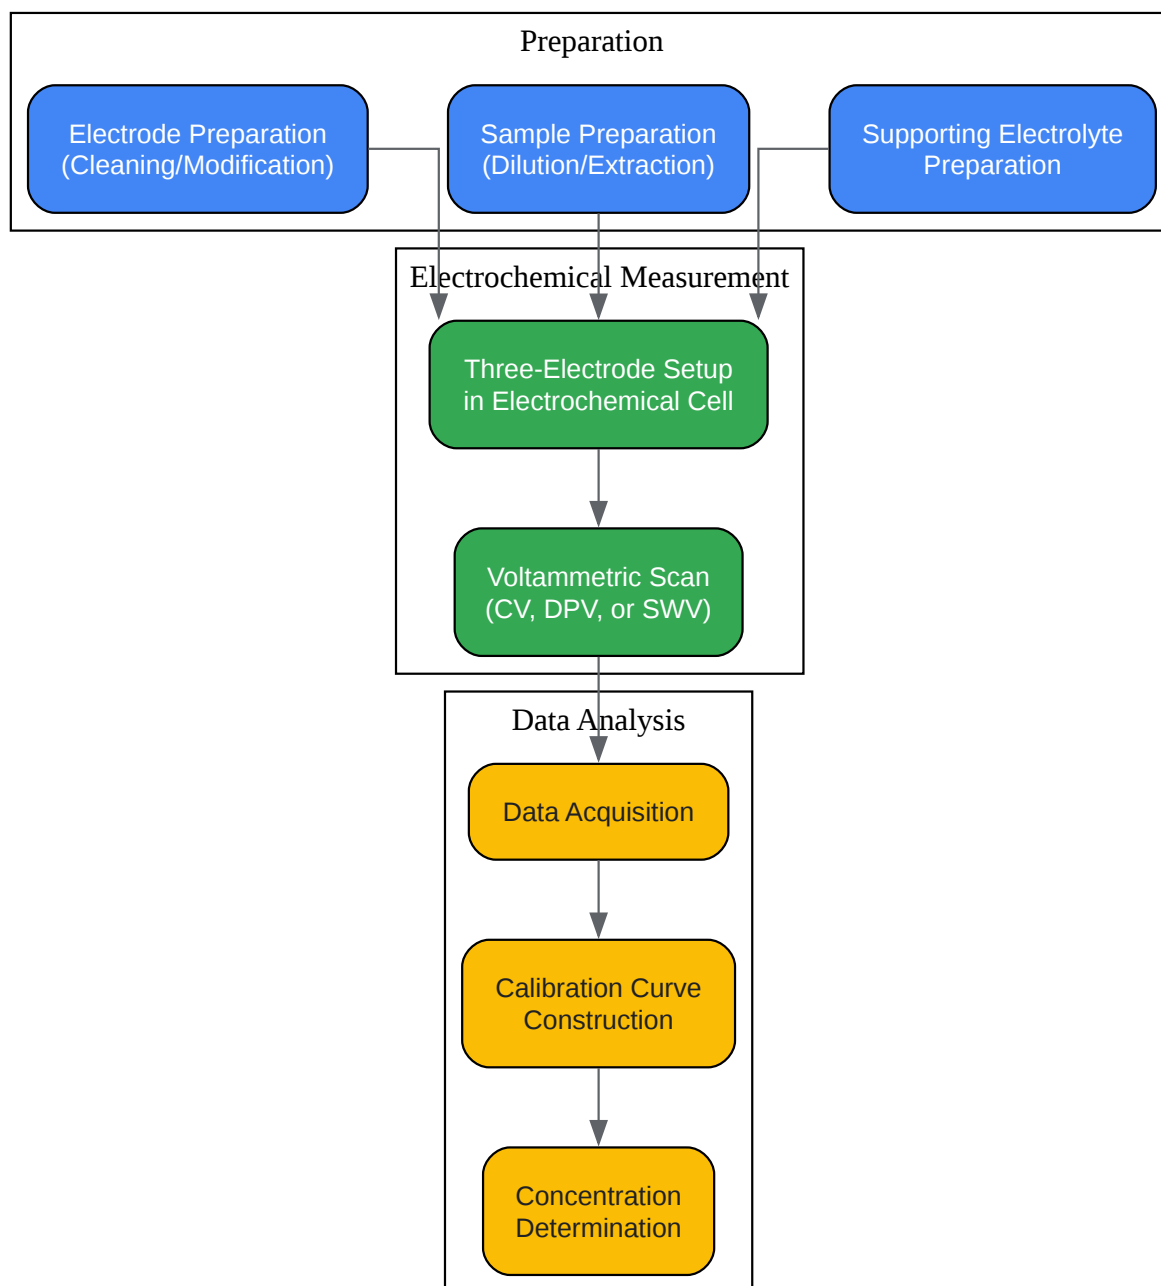 Preparation
Electrode Preparation
(Cleaning/Modification)
Sample Preparation
(Dilution/Extraction)
Supporting Electrolyte
Preparation
Electrochemical Measurement
Three-Electrode Setup
in Electrochemical Cell
Voltammetric Scan
(CV, DPV, or SWV)
Data Analysis
Data Acquisition
Calibration Curve
Construction
Concentration
Determination